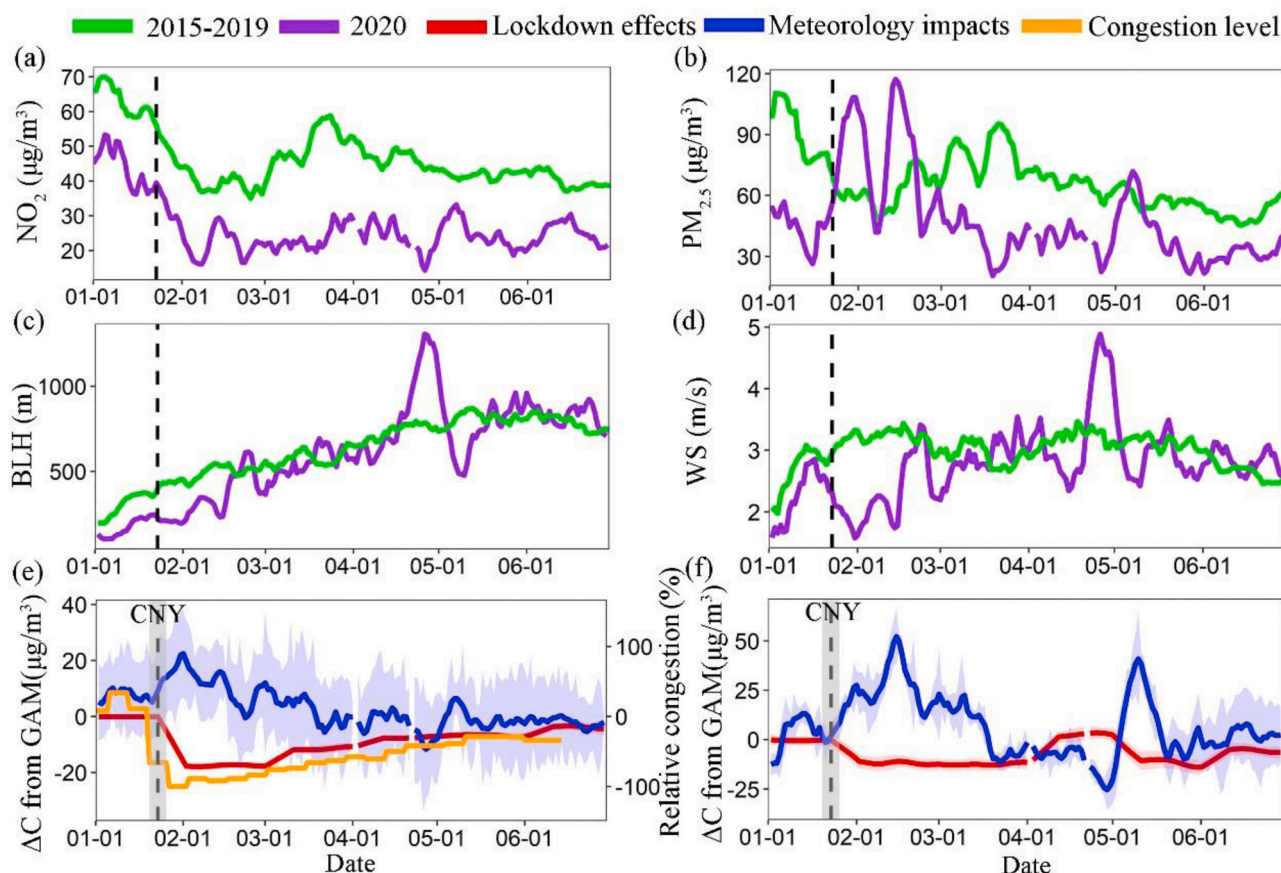 2015-2019 2020 Lockdown effects Meteorology impacts Congestion level
(a) (b)
NO2 (μg/m³)
70
60
50
40
30
20
01-01 02-01 03-01 04-01 05-01 06-01
PM2.5 (μg/m³)
120
90
60
30
01-01 02-01 03-01 04-01 05-01 06-01
(c) (d)
BLH (m)
1000
500
01-01 02-01 03-01 04-01 05-01 06-01
WS (m/s)
5
4
3
2
01-01 02-01 03-01 04-01 05-01 06-01
(e) (f)
ΔC from GAM(μg/m³)
40
20
0
-20
CNY
100
0
-100
Relative congestion (%)
01-01 02-01 03-01 04-01 05-01 06-01
Date
ΔC from GAM(μg/m³)
50
25
0
-25
CNY
01-01 02-01 03-01 04-01 05-01 06-01
Date